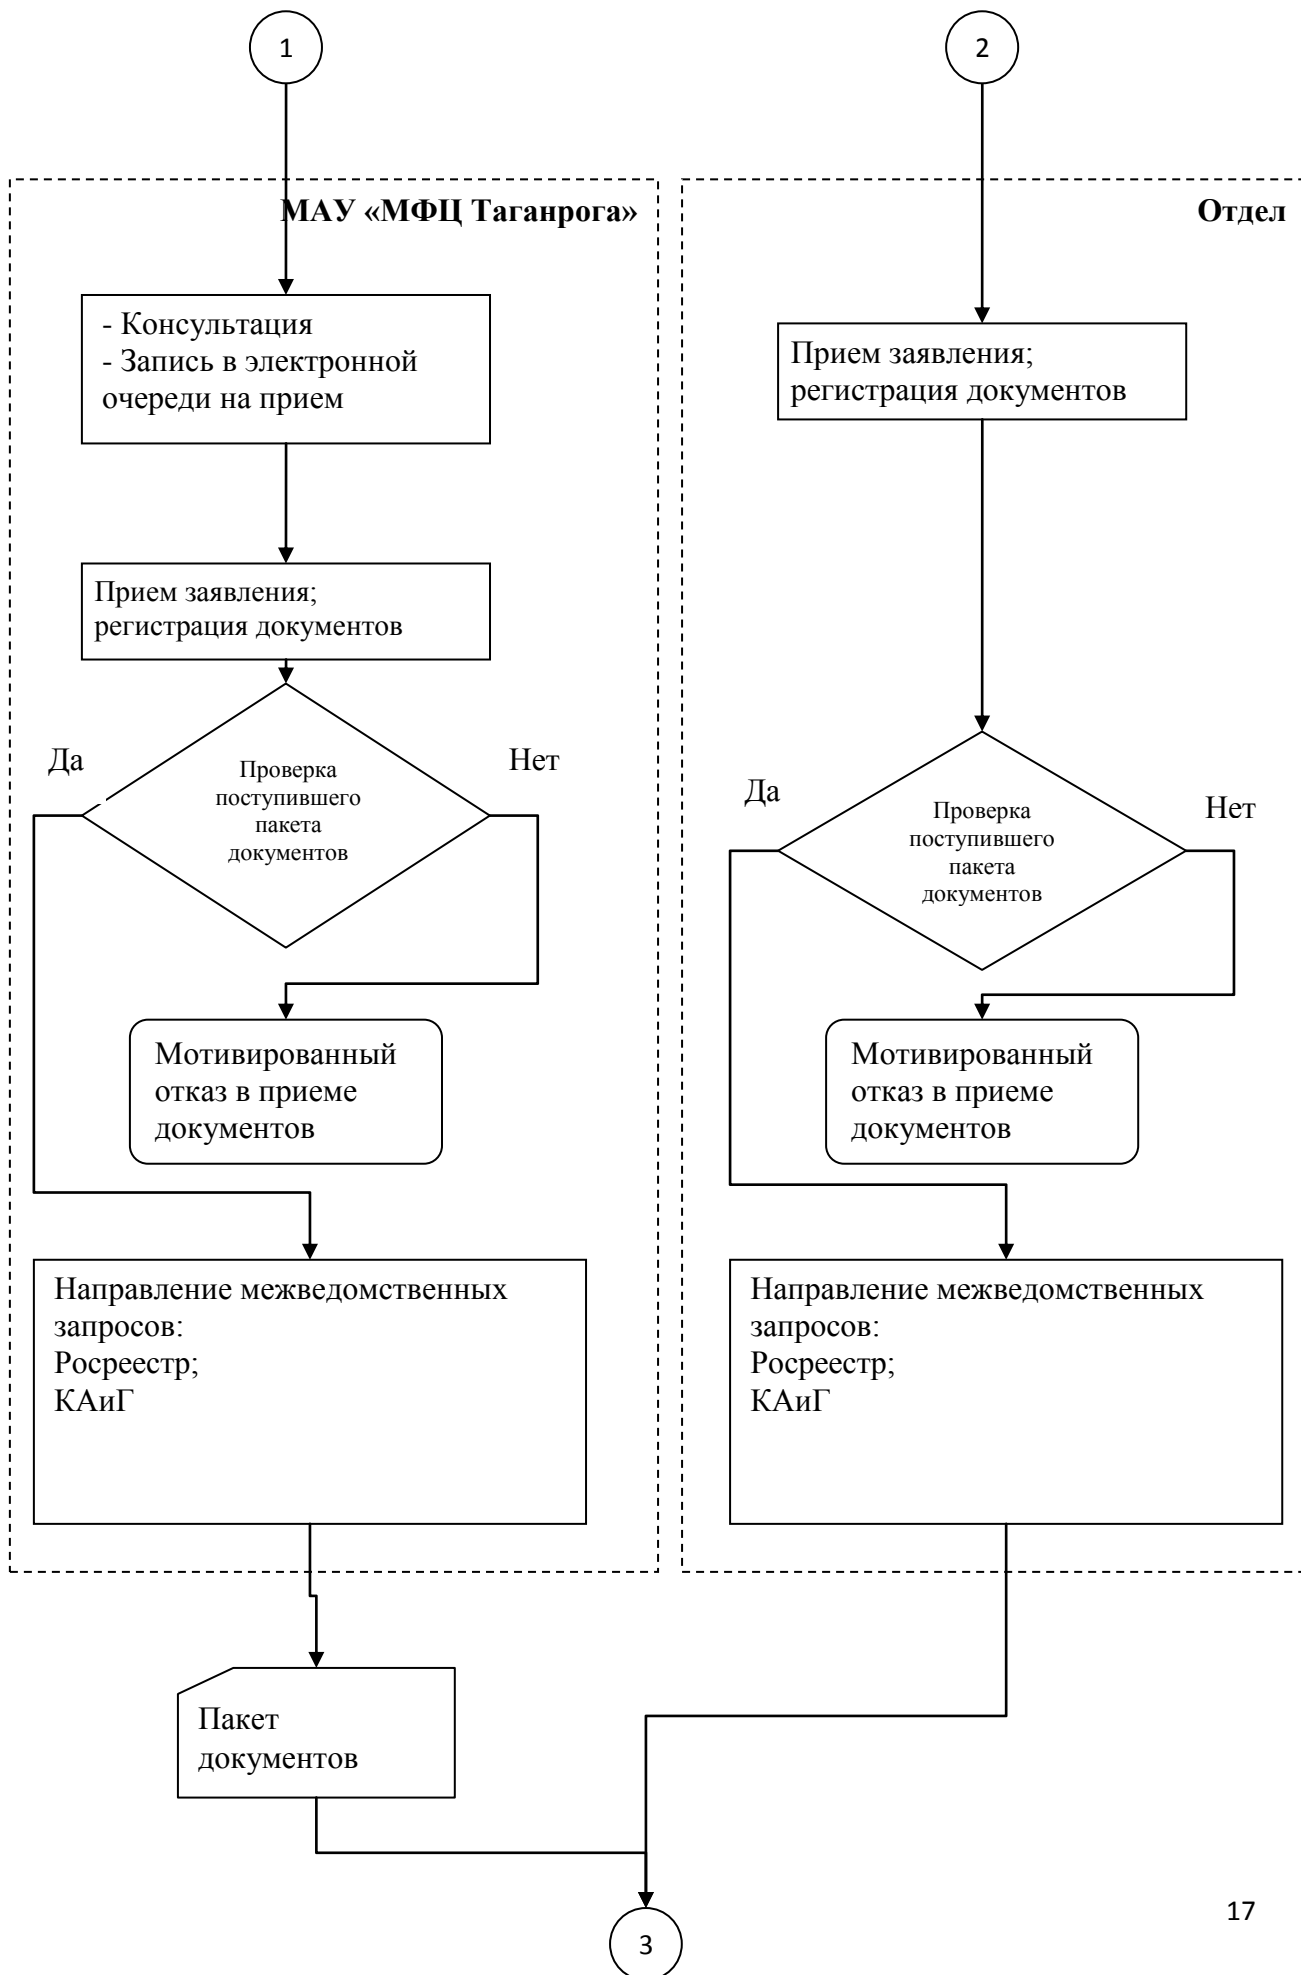 1
МАУ «МФЦ Таганрога»
- Консультация
- Запись в электронной
очереди на прием
Прием заявления;
регистрация документов
Да
Нет
Проверка
поступившего
пакета
документов
Мотивированный
отказ в приеме
документов
Направление межведомственных
запросов:
Росреестр;
КАиГ
Пакет
документов
2
Отдел
Прием заявления;
регистрация документов
Да
Нет
Проверка
поступившего
пакета
документов
Мотивированный
отказ в приеме
документов
Направление межведомственных
запросов:
Росреестр;
КАиГ
3
17